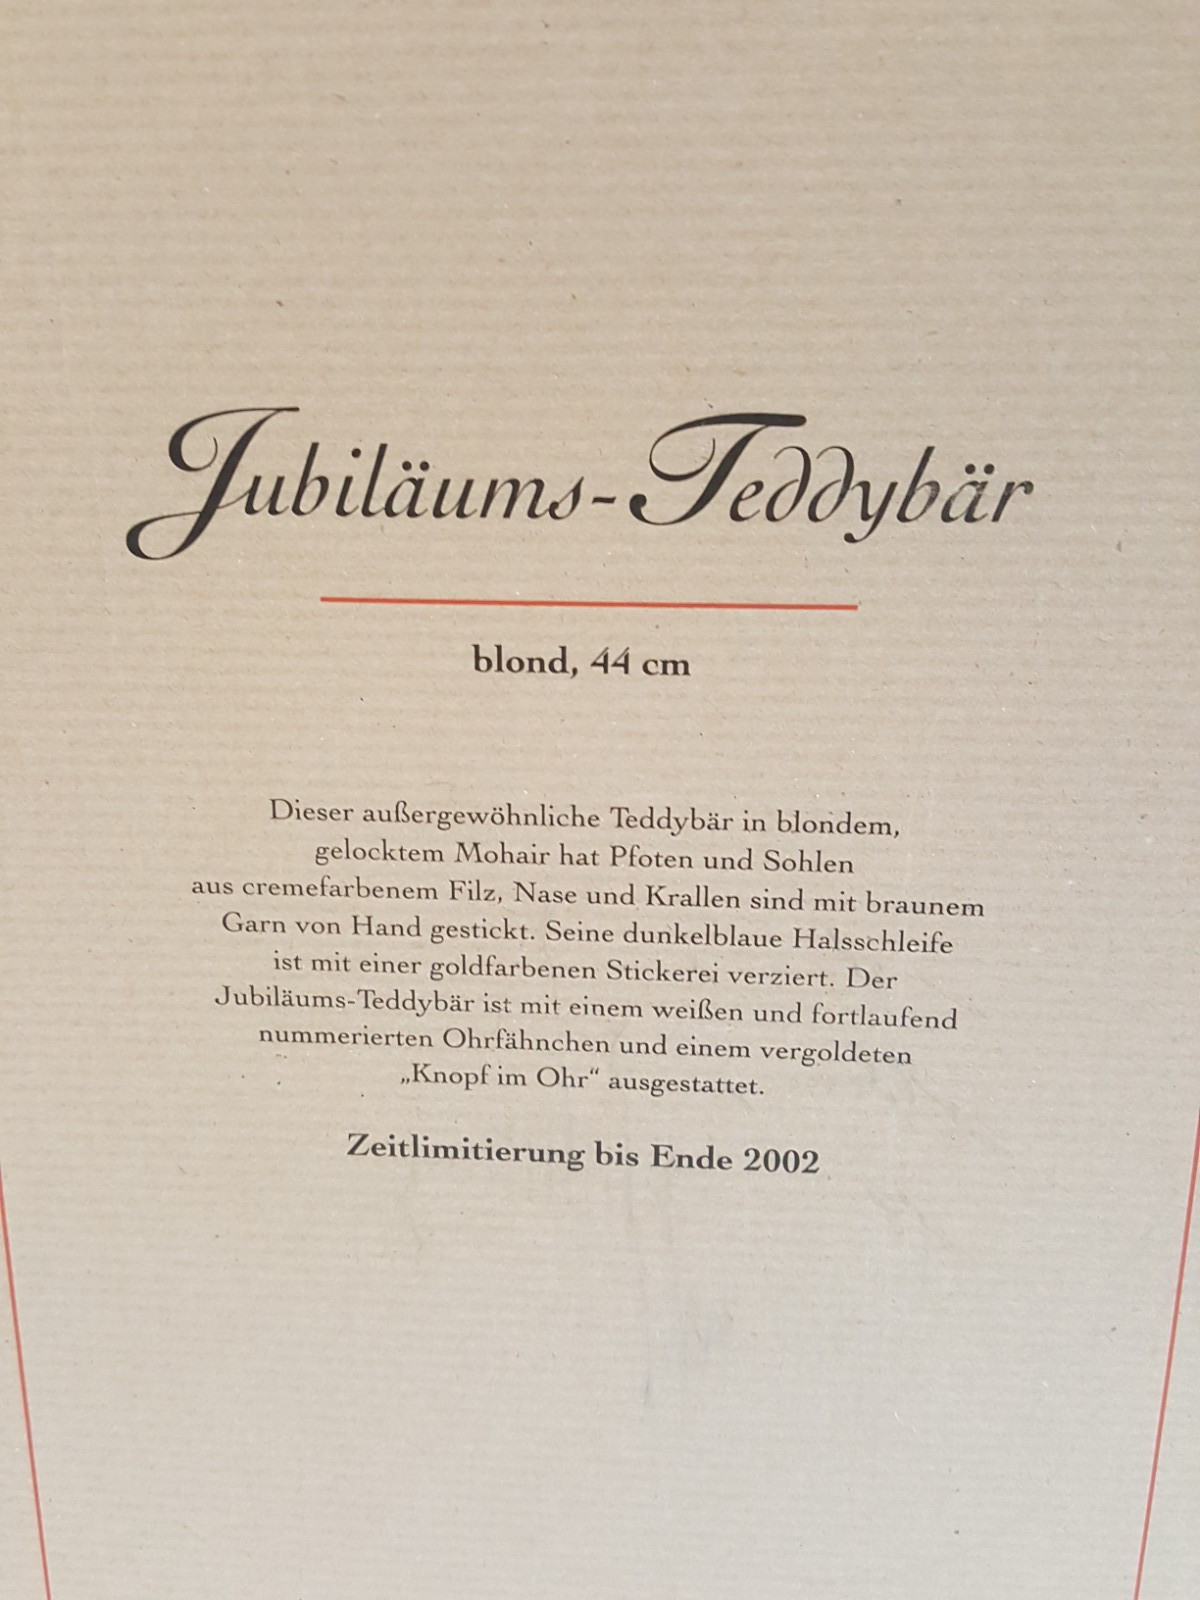 Jubiläums-Teddybär
blond, 44 cm
Dieser außergewöhnliche Teddybär in blondem,
gelocktem Mohair hat Pfoten und Sohlen
aus cremefarbenem Filz, Nase und Krallen sind mit braunem
Garn von Hand gestickt. Seine dunkelblaue Halsschleife
ist mit einer goldfarbenen Stickerei verziert. Der
Jubiläums-Teddybär ist mit einem weißen und fortlaufend
nummerierten Ohrfähnchen und einem vergoldeten
„Knopf im Ohr“ ausgestattet.
Zeitlimitierung bis Ende 2002